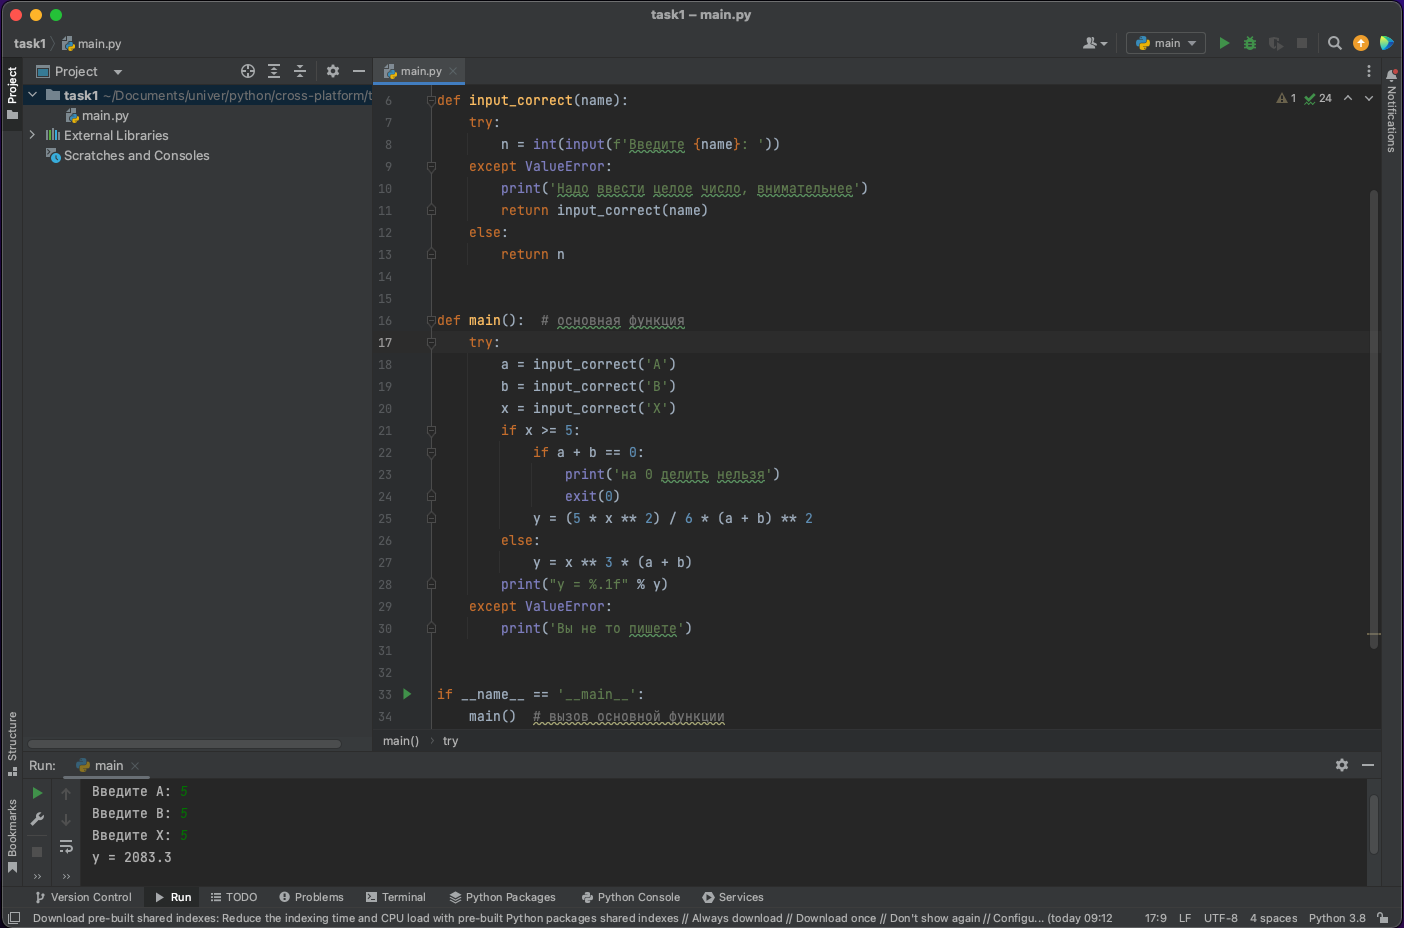 task1 – main.py
task1 main.py
main
Project
Project
main.py
task1 ~/Documents/univer/python/cross-platform/t
main.py
External Libraries
Scratches and Consoles
1 24
Notifications
6 def input_correct(name):
7 try:
8 n = int(input(f'Введите {name}: '))
9 except ValueError:
10 print('Надо ввести целое число, внимательнее')
11 return input_correct(name)
12 else:
13 return n
14
15
16 def main():  # основная функция
17 try:
18 a = input_correct('A')
19 b = input_correct('B')
20 x = input_correct('X')
21 if x >= 5:
22 if a + b == 0:
23 print('на 0 делить нельзя')
24 exit(0)
25 y = (5 * x ** 2) / 6 * (a + b) ** 2
26 else:
27 y = x ** 3 * (a + b)
28 print("y = %.1f" % y)
29 except ValueError:
30 print('Вы не то пишете')
31
32
33 if __name__ == '__main__':
34 main()  # вызов основной функции
main() › try
Structure
Bookmarks
Run: main
Введите A: 5
Введите B: 5
Введите X: 5
y = 2083.3
Version Control Run TODO Problems Terminal Python Packages Python Console Services
Download pre-built shared indexes: Reduce the indexing time and CPU load with pre-built Python packages shared indexes // Always download // Download once // Don't show again // Configu... (today 09:12 17:9 LF UTF-8 4 spaces Python 3.8